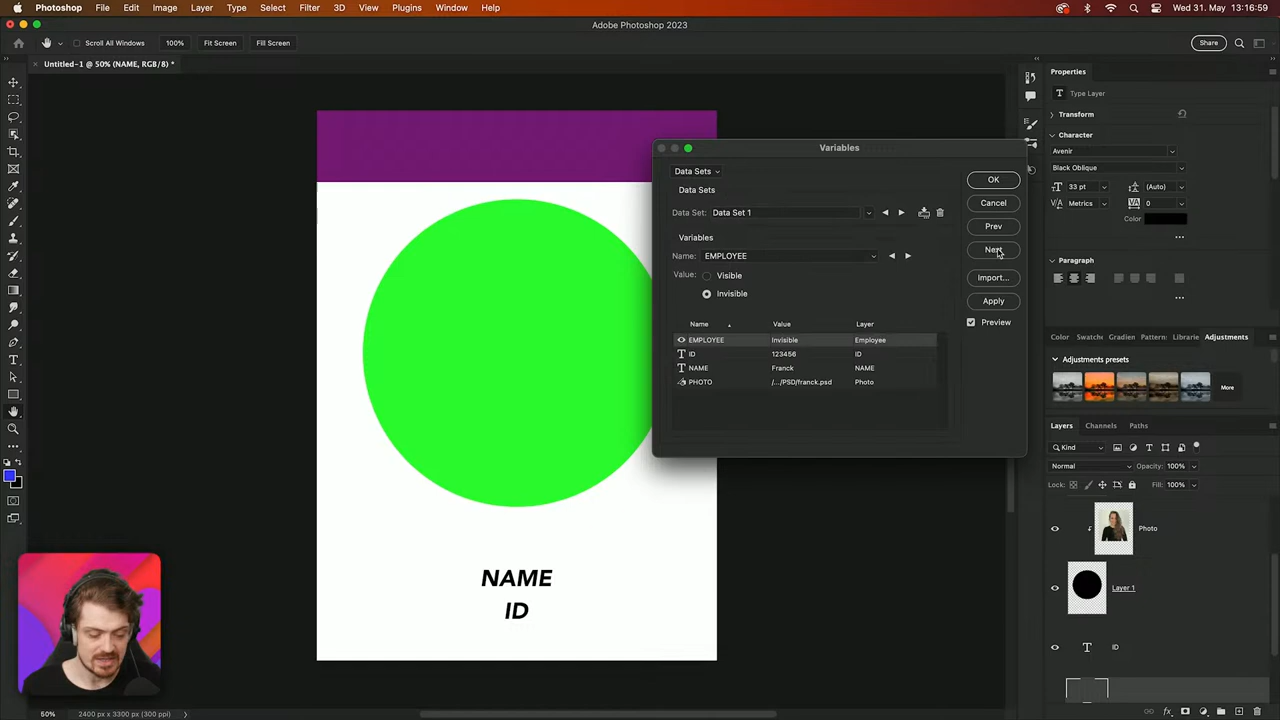 Photoshop File Edit Image Layer Type Select Filter 3D View Plugins Window Help Wed 31. May 13:16:59
Adobe Photoshop 2023
Scroll All Windows 100% Fit Screen Fill Screen Share
Untitled-1 @ 50% (NAME, RGB/8) *
Properties
T Type Layer
Transform
Character
Avenir
Black Oblique
33 pt (Auto)
Metrics 0
Color
Paragraph
Color Swatche Gradien Pattern: Librarie Adjustments
Adjustments presets
More
Layers Channels Paths
Kind
Normal Opacity: 100%
Lock: Fill: 100%
Photo
Layer 1
T ID
Variables
Data Sets
Data Sets
Data Set: Data Set 1
Variables
Name: EMPLOYEE
Value: Visible
Invisible
Name Value Layer
EMPLOYEE Invisible Employee
T ID 123456 ID
T NAME Franck NAME
PHOTO /.../PSD/franck.psd Photo
OK
Cancel
Prev
Next
Import...
Apply
Preview
NAME
ID
50% 2400 px x 3300 px (300 ppi)